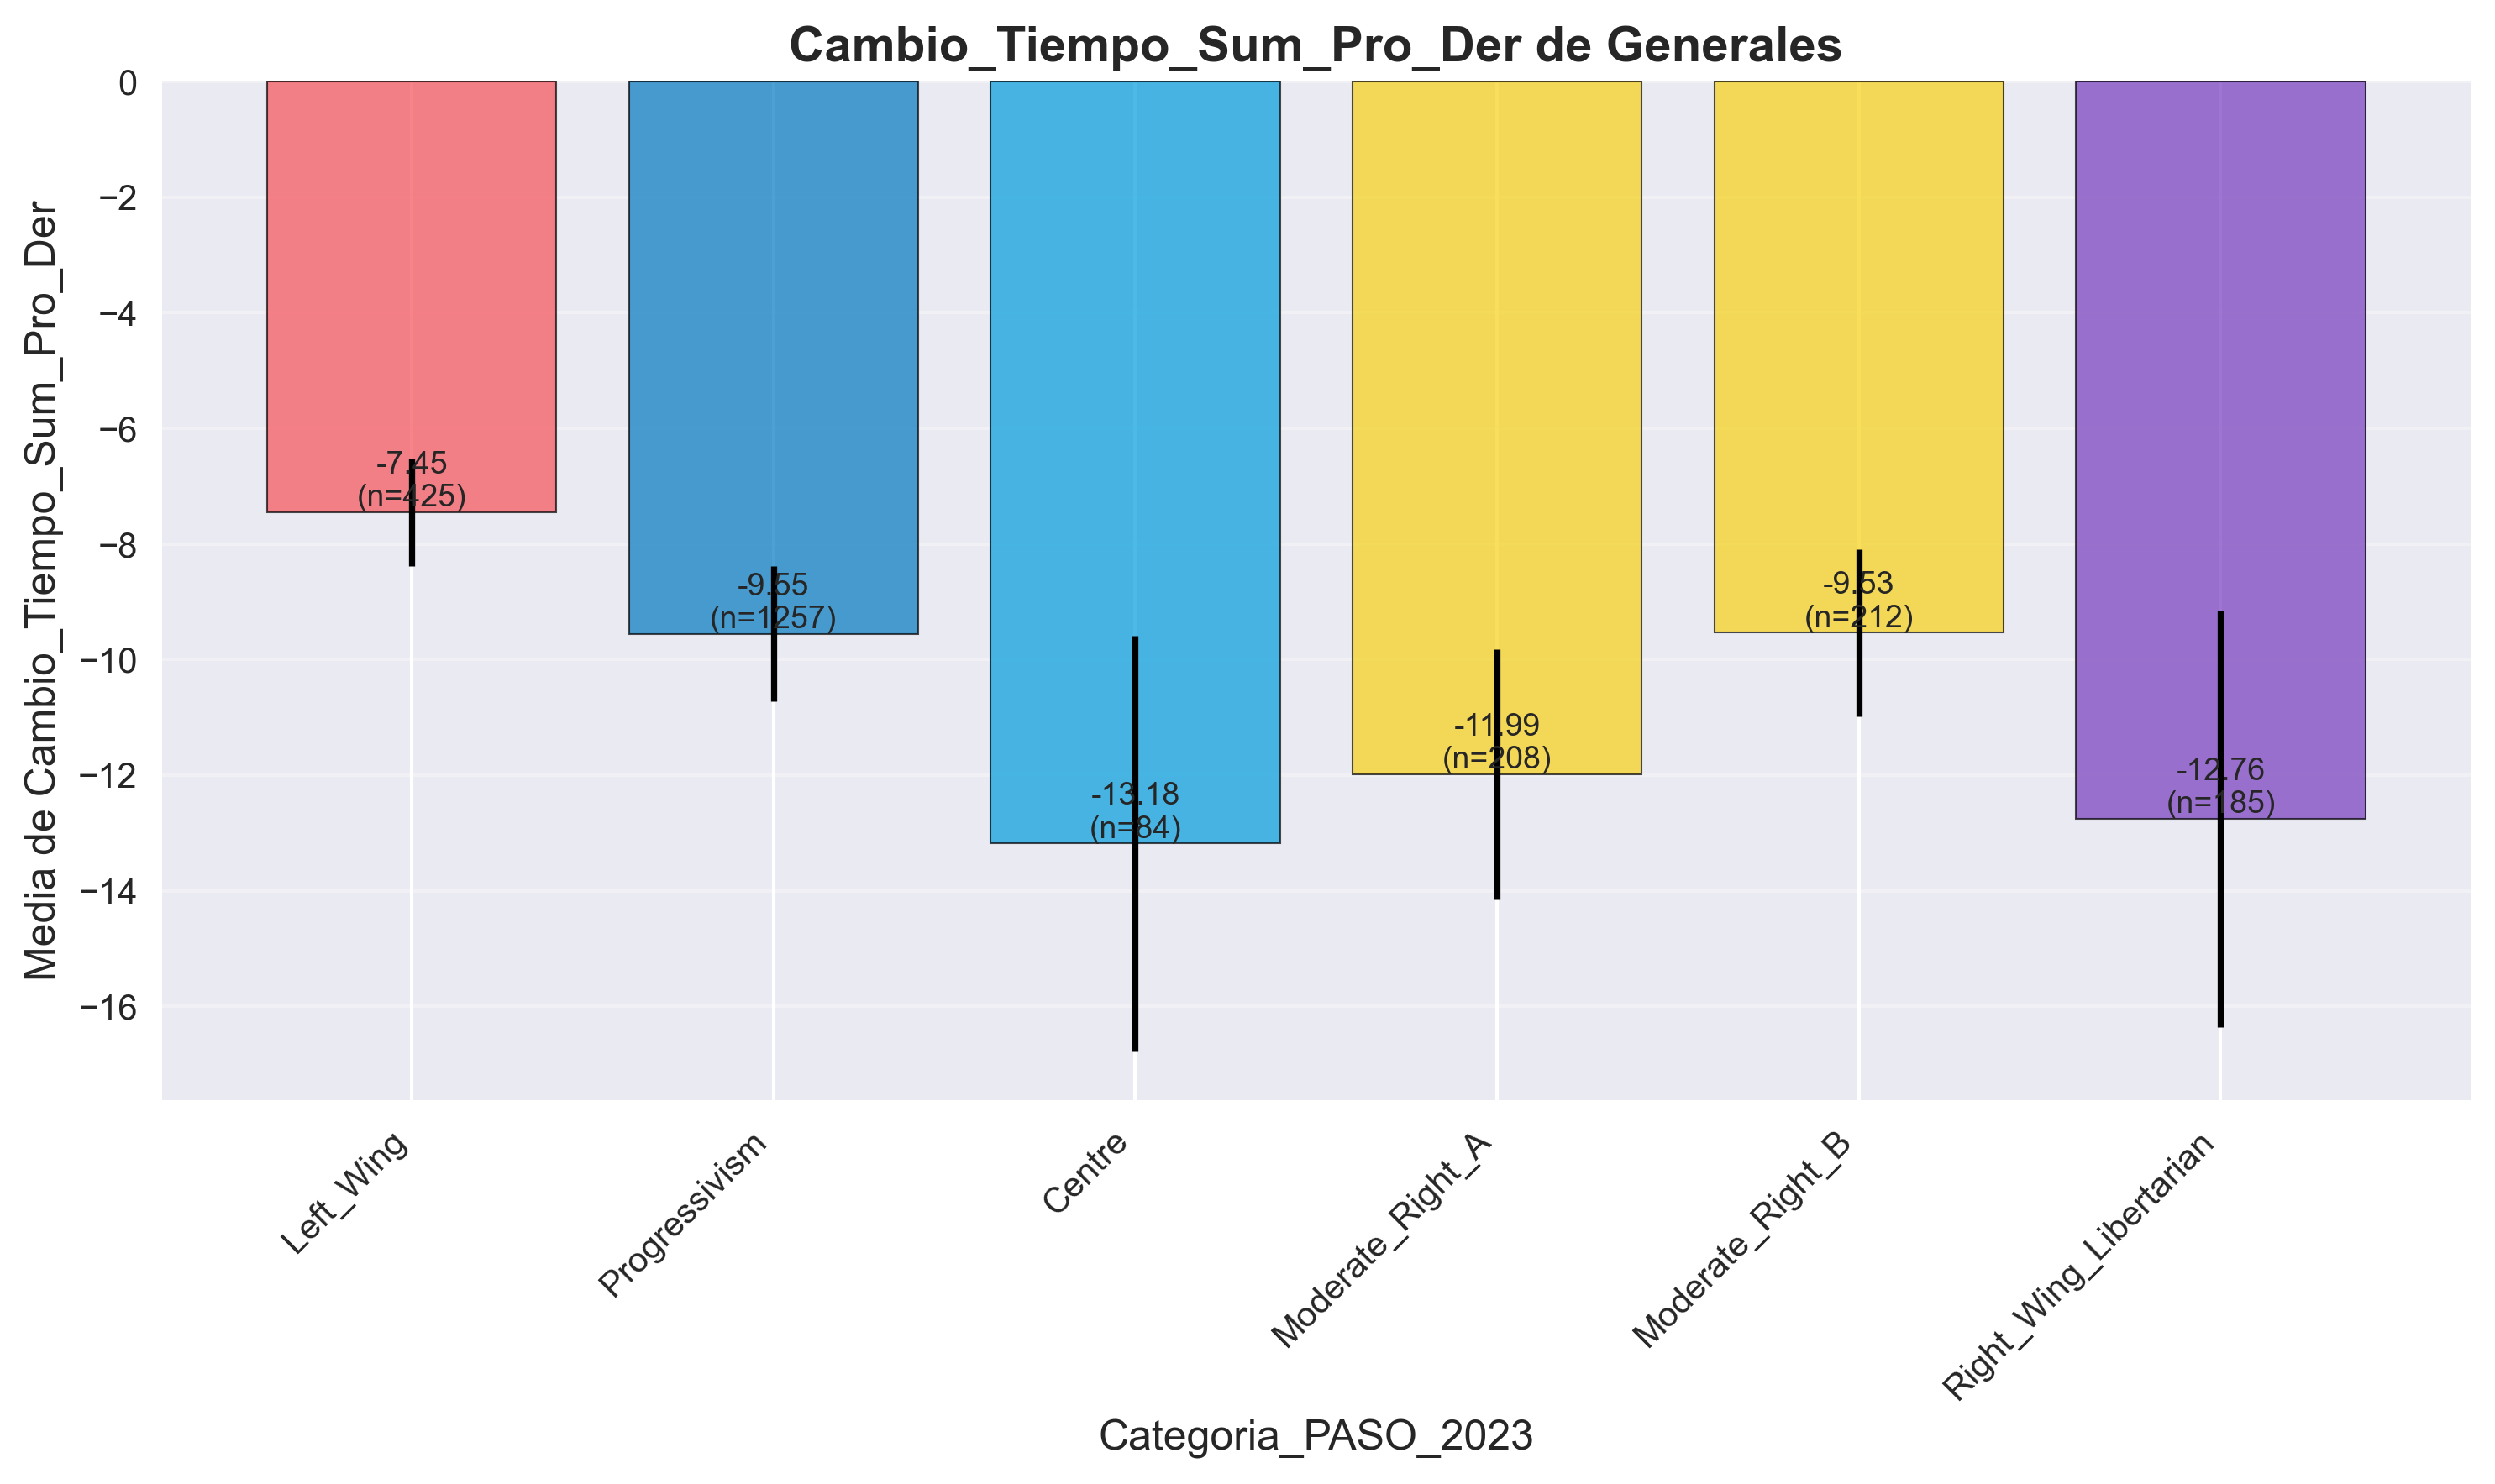 Cambio_Tiempo_Sum_Pro_Der de Generales
Media de Cambio_Tiempo_Sum_Pro_Der
0
−2
−4
−6
−8
−10
−12
−14
−16
-7.45
(n=425)
-9.55
(n=1257)
-13.18
(n=84)
-11.99
(n=208)
-9.53
(n=212)
-12.76
(n=185)
Left_Wing
Progressivism
Centre
Moderate_Right_A
Moderate_Right_B
Right_Wing_Libertarian
Categoria_PASO_2023